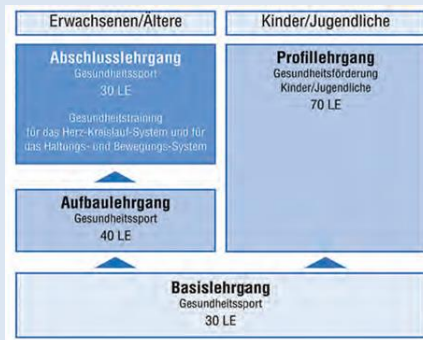 Erwachsenen/Ältere
Kinder/Jugendliche
Abschlusslehrgang
Gesundheitssport
30 LE
Gesundheitstraining
für das Herz-Kreislauf-System und für
das Haltungs- und Bewegungs-System
Profillehrgang
Gesundheitsförderung
Kinder/Jugendliche
70 LE
Aufbaulehrgang
Gesundheitssport
40 LE
Basislehrgang
Gesundheitssport
30 LE